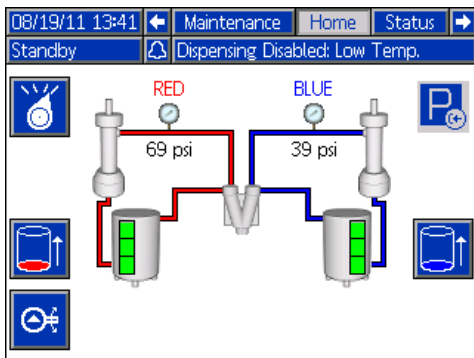 08/19/11 13:41 Maintenance Home Status
Standby Dispensing Disabled: Low Temp.
RED BLUE
69 psi 39 psi
P